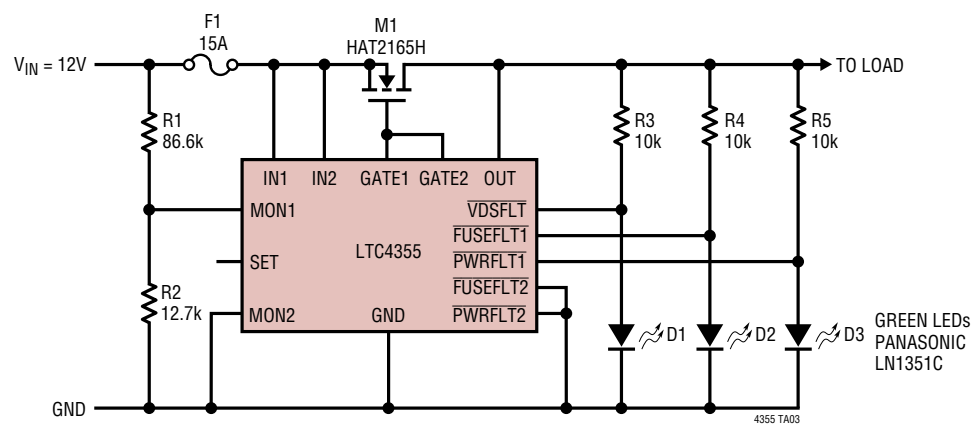 F1
15A
M1
HAT2165H
VIN = 12V
TO LOAD
R1
86.6k
R3
10k
R4
10k
R5
10k
IN1
IN2
GATE1
GATE2
OUT
MON1
VDSFLT
FUSEFLT1
LTC4355
SET
PWRFLT1
FUSEFLT2
R2
12.7k
MON2
GND
PWRFLT2
D1
D2
D3
GREEN LEDs
PANASONIC
LN1351C
GND
4355 TA03